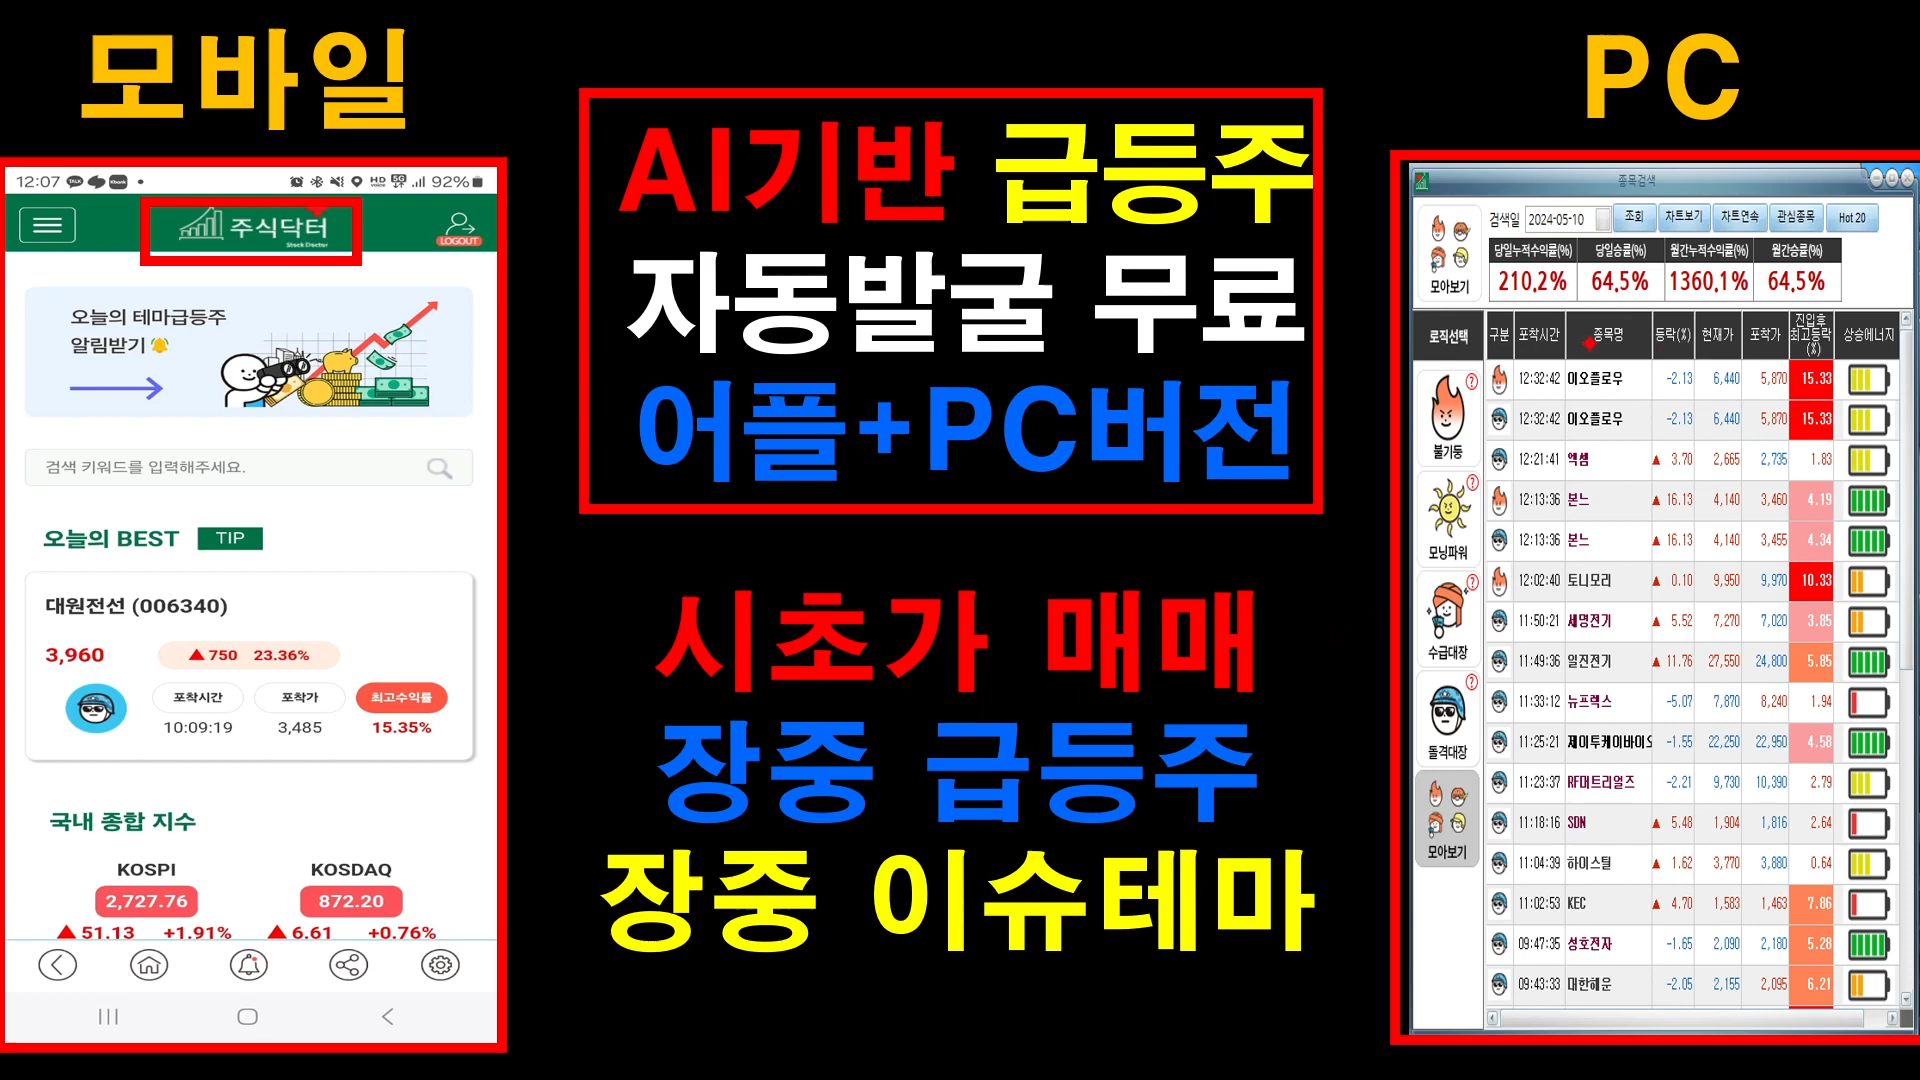 모바일
12:07
HD voice 5G 92%
주식닥터
Stock Doctor
LOGOUT
오늘의 테마급등주
알림받기
검색 키워드를 입력해주세요.
오늘의 BEST TIP
대원전선 (006340)
3,960 ▲ 750 23.36%
포착시간 포착가 최고수익률
10:09:19 3,485 15.35%
국내 종합 지수
KOSPI KOSDAQ
2,727.76 872.20
▲ 51.13 +1.91% ▲ 6.61 +0.76%
AI기반 급등주
자동발굴 무료
어플+PC버전
시초가 매매
장중 급등주
장중 이슈테마
PC
종목검색
모아보기
검색일 2024-05-10 조회 차트보기 차트연속 관심종목 Hot 20
당일누적수익률(%) 당일승률(%) 월간누적수익률(%) 월간승률(%)
210,2% 64,5% 1360,1% 64,5%
로직선택
불기둥
모닝파워
수급대장
돌격대장
모아보기
구분 포착시간 종목명 등락(%) 현재가 포착가 진입후최고등락(%) 상승에너지
12:32:42 이오플로우 -2.13 6,440 5,870 15.33
12:32:42 이오플로우 -2.13 6,440 5,870 15.33
12:21:41 엑셈 ▲ 3.70 2,665 2,735 1.83
12:13:36 본느 ▲ 16.13 4,140 3,460 4.19
12:13:36 본느 ▲ 16.13 4,140 3,455 4.34
12:02:40 토니모리 ▲ 0.10 9,950 9,970 10.33
11:50:21 세명전기 ▲ 5.52 7,270 7,020 3.85
11:49:36 일진전기 ▲ 11.76 27,550 24,800 5.85
11:33:12 뉴프렉스 -5.07 7,870 8,240 1.94
11:25:21 제이투케이바이오 -1.55 22,250 22,950 4.58
11:23:37 RF머트리얼즈 -2.21 9,730 10,390 2.79
11:18:16 SDN ▲ 5.48 1,904 1,816 2.64
11:04:39 하이스틸 ▲ 1.62 3,770 3,880 0.64
11:02:53 KEC ▲ 4.70 1,583 1,463 7.86
09:47:35 성호전자 -1.65 2,090 2,180 5.28
09:43:33 대한해운 -2.05 2,155 2,095 6.21